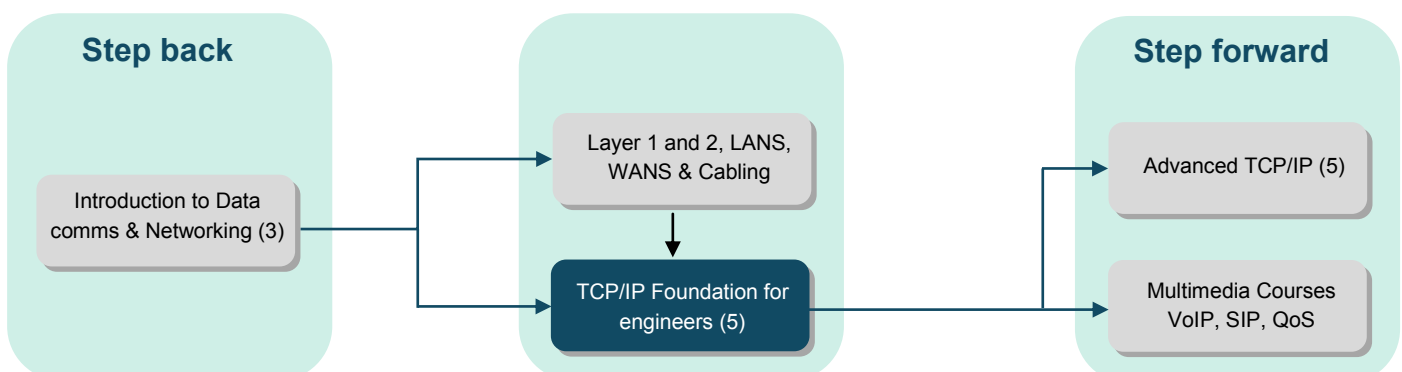 Step back
Introduction to Data
comms & Networking (3)
Layer 1 and 2, LANS,
WANS & Cabling
TCP/IP Foundation for
engineers (5)
Step forward
Advanced TCP/IP (5)
Multimedia Courses
VoIP, SIP, QoS